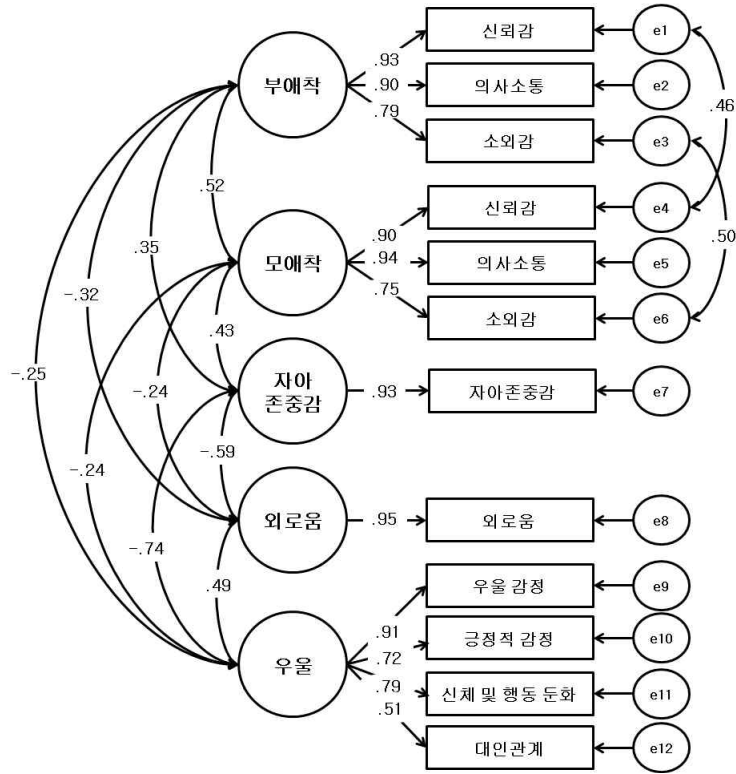 신뢰감
e1
.93
부애착
.90
의사소통
e2
.79
.46
소외감
e3
.52
신뢰감
e4
.90
.50
.35
모애착
.94
의사소통
e5
-.32
.75
소외감
e6
.43
-.25
-.24
자아
존중감
.93
자아존중감
e7
-.24
-.59
외로움
.95
외로움
e8
-.74
.49
우울 감정
e9
.91
긍정적 감정
e10
우울
.72
.79
신체 및 행동 둔화
e11
.51
대인관계
e12